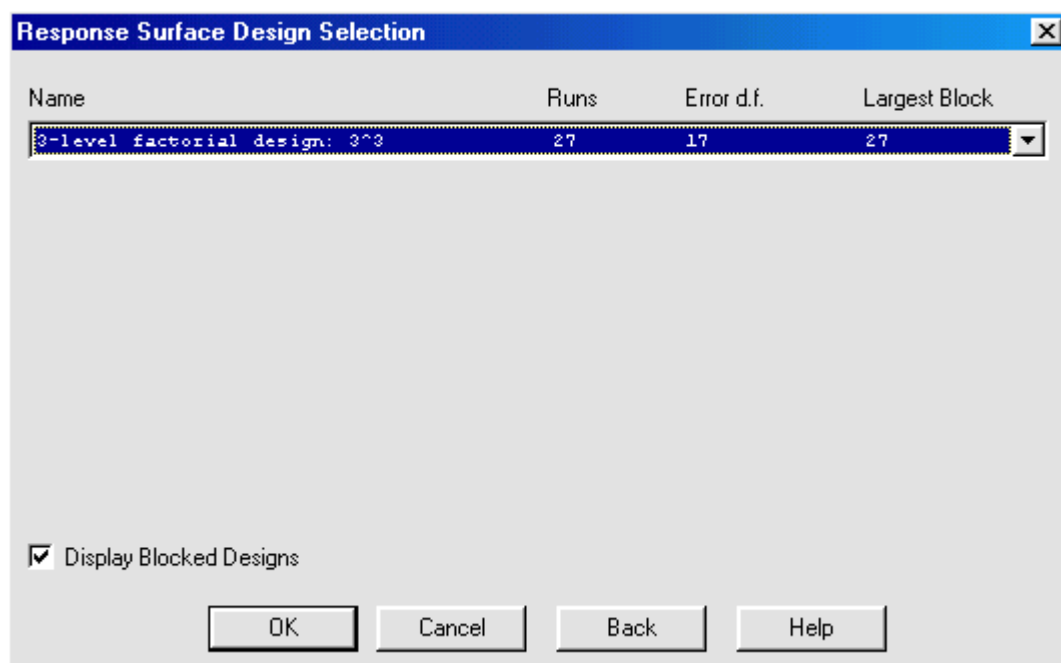 Response Surface Design Selection
Name Runs Error d.f. Largest Block
3-level factorial design: 3^3 27 17 27
Display Blocked Designs
OK Cancel Back Help